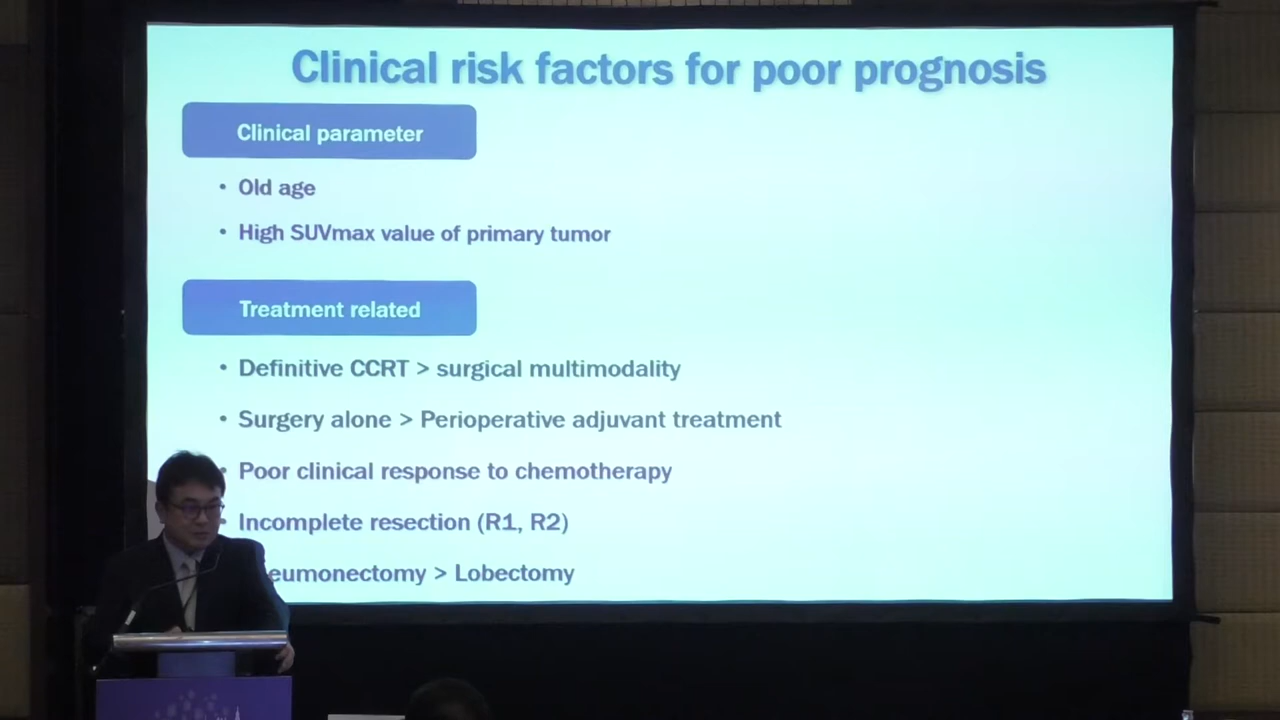 Clinical risk factors for poor prognosis
Clinical parameter
• Old age
• High SUVmax value of primary tumor
Treatment related
• Definitive CCRT > surgical multimodality
• Surgery alone > Perioperative adjuvant treatment
• Poor clinical response to chemotherapy
• Incomplete resection (R1, R2)
eumonectomy > Lobectomy